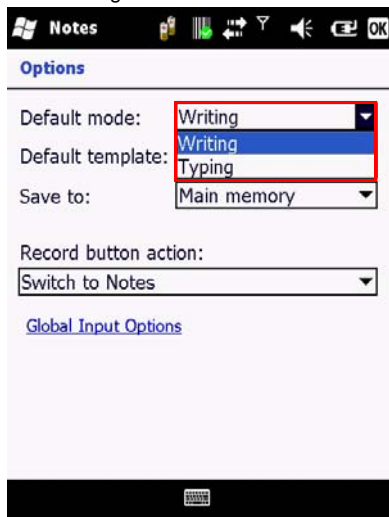 Notes
OK
Options
Default mode: Writing
Writing
Default template: Typing
Save to: Main memory
Record button action:
Switch to Notes
Global Input Options